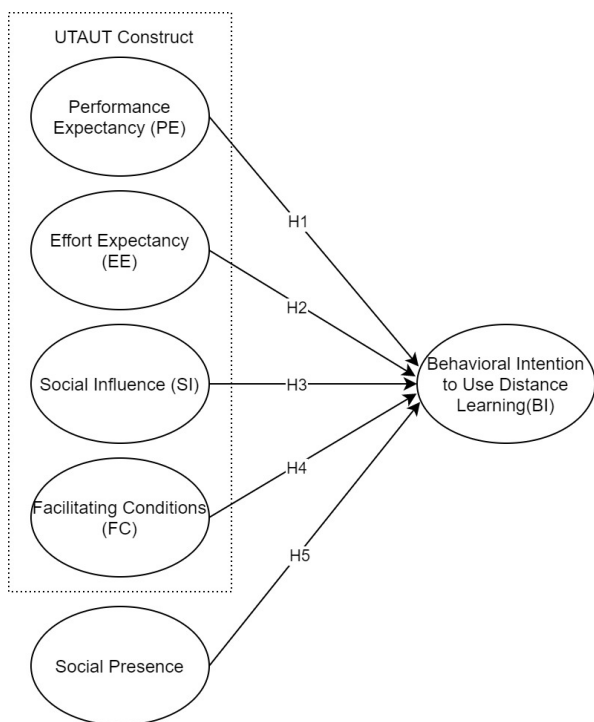 UTAUT Construct
Performance
Expectancy (PE)
H1
Effort Expectancy
(EE)
H2
Social Influence (SI)
H3
Behavioral Intention
to Use Distance
Learning(BI)
Facilitating Conditions
(FC)
H4
H5
Social Presence